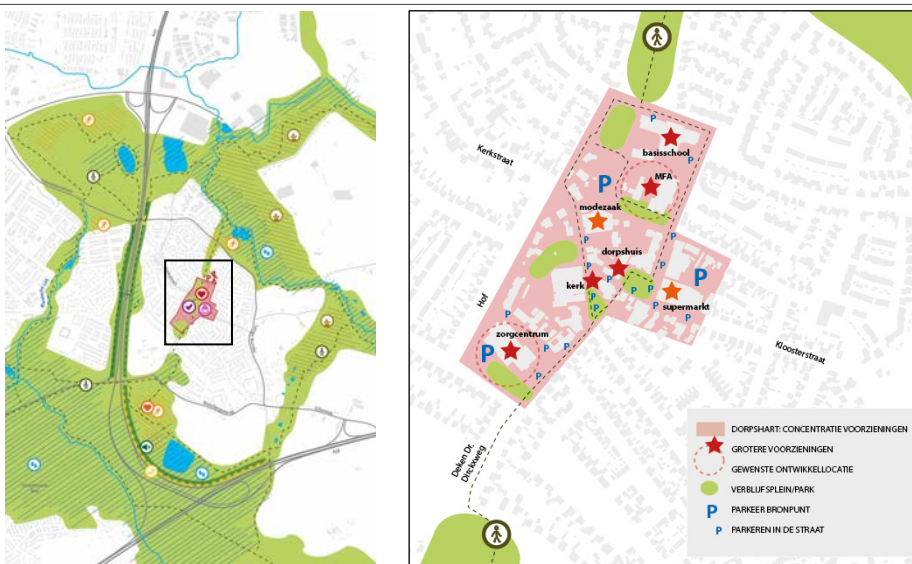 Kerkstraat
basisschool
MFA
P
modezaak
dorpshuis
kerk
Hof
P
supermarkt
zorgcentrum
P
Kloosterstraat
Deken Dr.
Dirckxweg
DORPSHART: CONCENTRATIE VOORZIENINGEN
GROTERE VOORZIENINGEN
GEWENSTE ONTWIKKELLOCATIE
VERBLIJFSPLEIN/PARK
P PARKEER BRONPUNT
P PARKEREN IN DE STRAAT